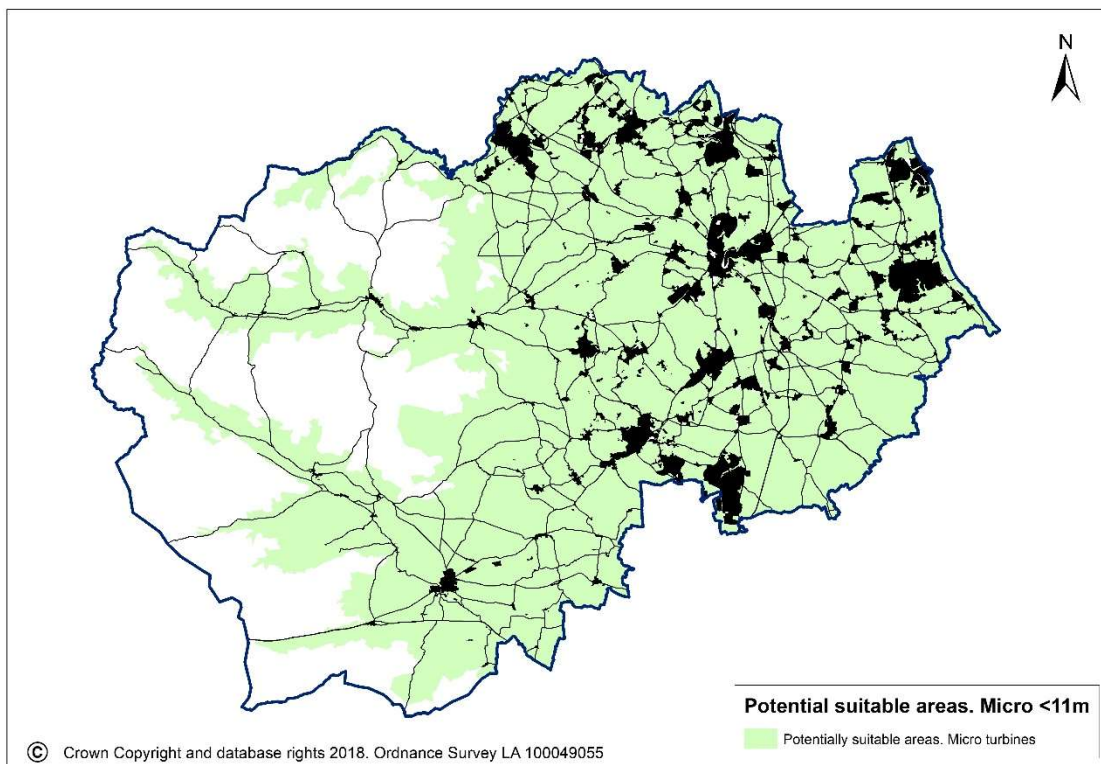 N
Potential suitable areas. Micro <11m
Potentially suitable areas. Micro turbines
© Crown Copyright and database rights 2018. Ordnance Survey LA 100049055